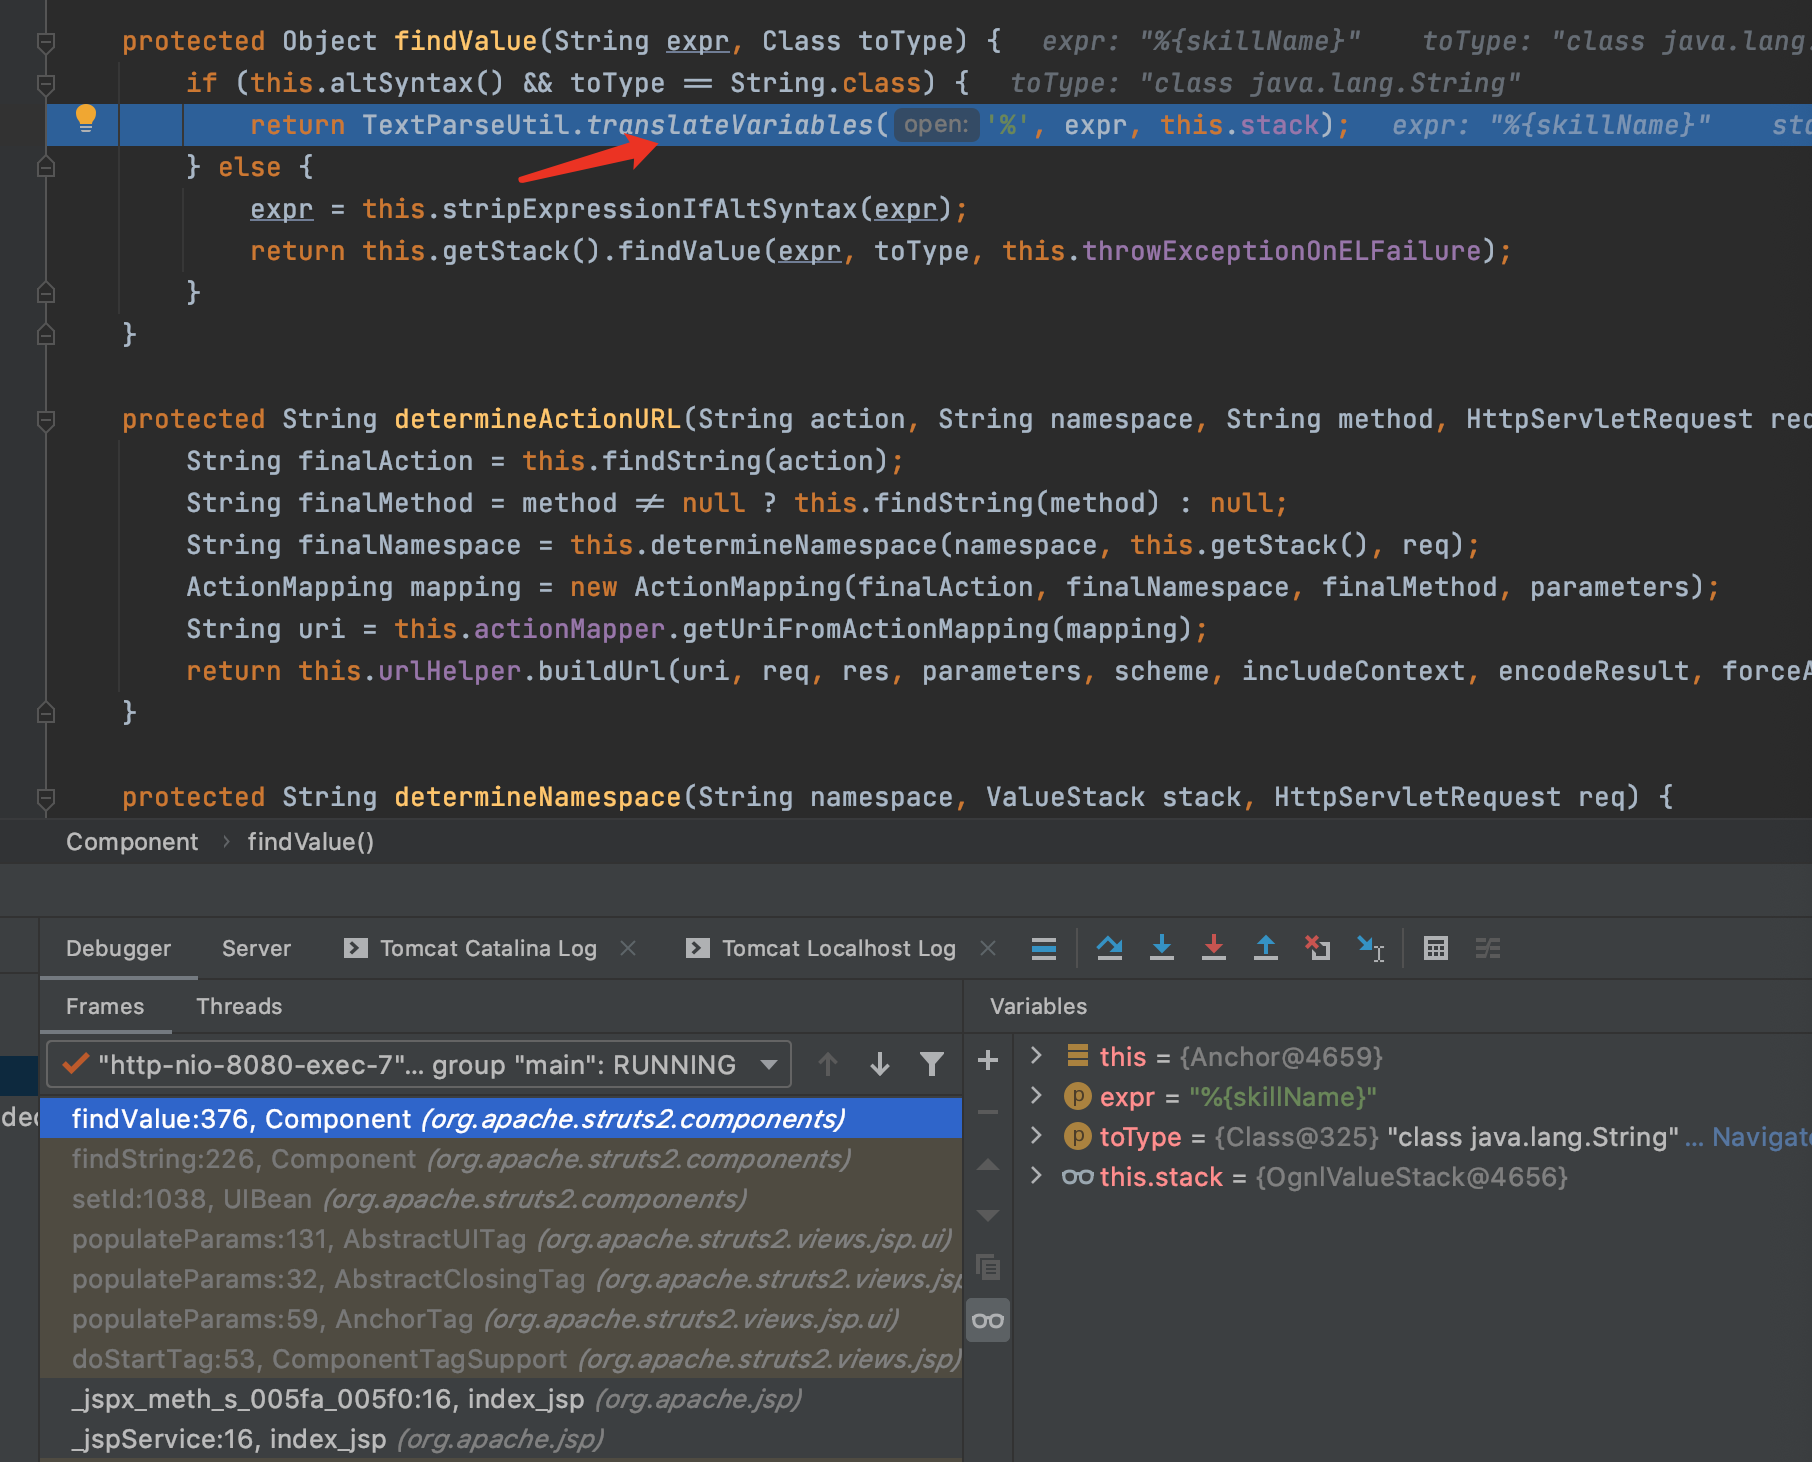 protected Object findValue(String expr, Class toType) {   expr: "%{skillName}"    toType: "class java.lang.
if (this.altSyntax() && toType == String.class) {   toType: "class java.lang.String"
return TextParseUtil.translateVariables( open: '%', expr, this.stack);   expr: "%{skillName}"
} else {
expr = this.stripExpressionIfAltSyntax(expr);
return this.getStack().findValue(expr, toType, this.throwExceptionOnELFailure);
}
}
protected String determineActionURL(String action, String namespace, String method, HttpServletRequest req
String finalAction = this.findString(action);
String finalMethod = method != null ? this.findString(method) : null;
String finalNamespace = this.determineNamespace(namespace, this.getStack(), req);
ActionMapping mapping = new ActionMapping(finalAction, finalNamespace, finalMethod, parameters);
String uri = this.actionMapper.getUriFromActionMapping(mapping);
return this.urlHelper.buildUrl(uri, req, res, parameters, scheme, includeContext, encodeResult, forceA
}
protected String determineNamespace(String namespace, ValueStack stack, HttpServletRequest req) {
Component › findValue()
Debugger Server Tomcat Catalina Log Tomcat Localhost Log
Frames Threads
Variables
"http-nio-8080-exec-7"... group "main": RUNNING
findValue:376, Component (org.apache.struts2.components)
findString:226, Component (org.apache.struts2.components)
setId:1038, UIBean (org.apache.struts2.components)
populateParams:131, AbstractUITag (org.apache.struts2.views.jsp.ui)
populateParams:32, AbstractClosingTag (org.apache.struts2.views.jsp
populateParams:59, AnchorTag (org.apache.struts2.views.jsp.ui)
doStartTag:53, ComponentTagSupport (org.apache.struts2.views.jsp)
_jspx_meth_s_005fa_005f0:16, index_jsp (org.apache.jsp)
_jspService:16, index_jsp (org.apache.jsp)
this = {Anchor@4659}
expr = "%{skillName}"
toType = {Class@325} "class java.lang.String" ... Navigate
this.stack = {OgnlValueStack@4656}